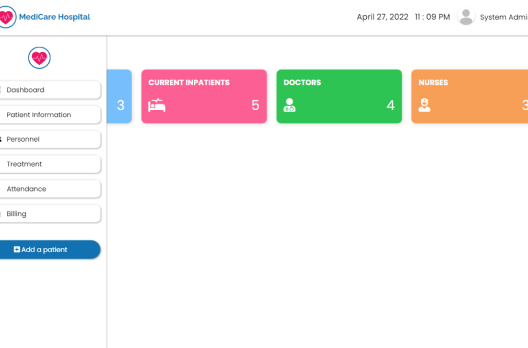 MediCare Hospital
April 27, 2022 11 : 09 PM
System Admi
Dashboard
Patient Information
Personnel
Treatment
Attendance
Billing
Add a patient
3
CURRENT INPATIENTS
5
DOCTORS
4
NURSES
3